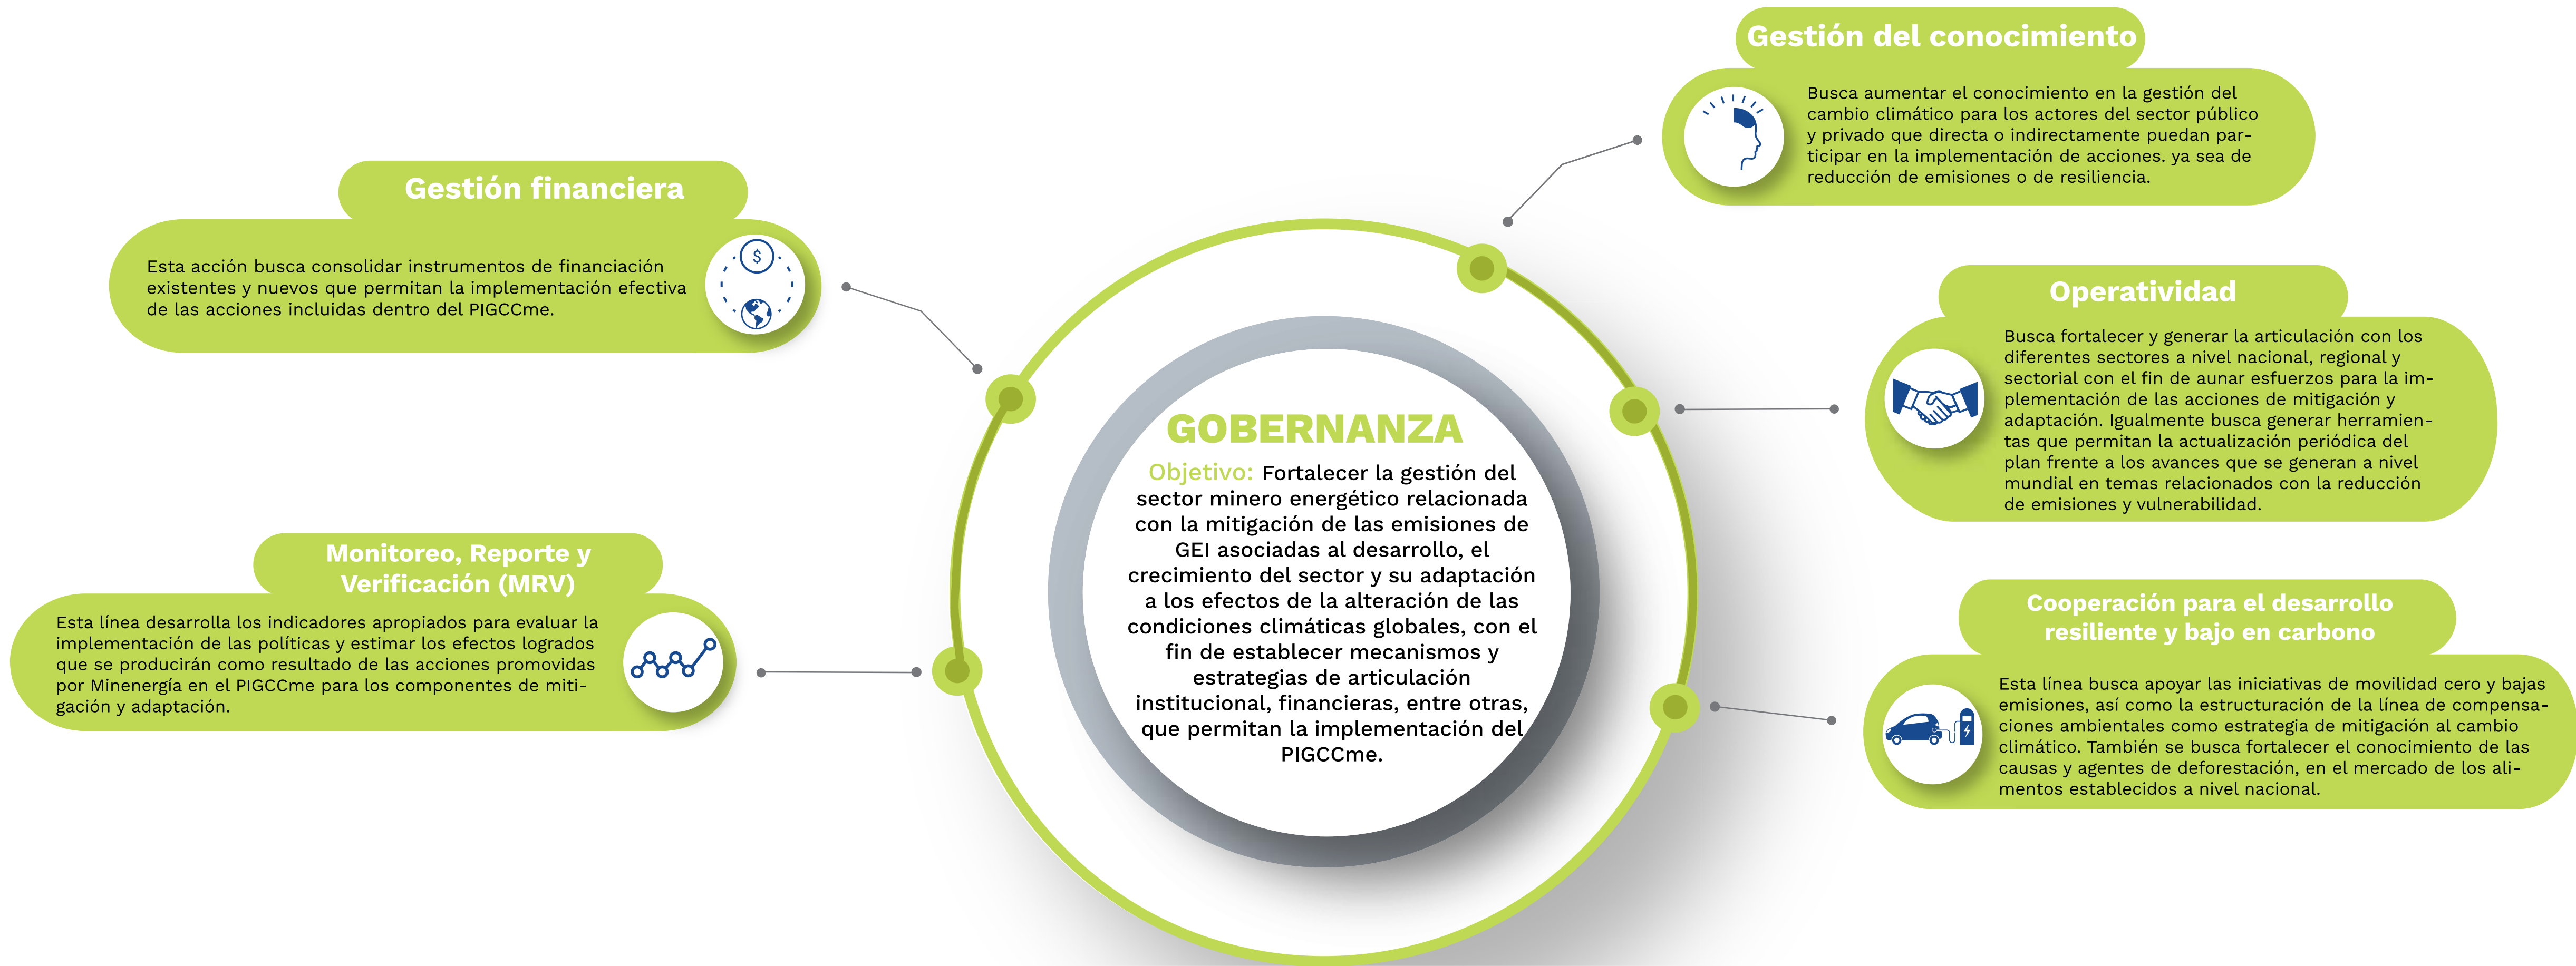 Gestión financiera
Esta acción busca consolidar instrumentos de financiación
existentes y nuevos que permitan la implementación efectiva
de las acciones incluidas dentro del PIGCCme.
$
Monitoreo, Reporte y
Verificación (MRV)
Esta línea desarrolla los indicadores apropiados para evaluar la
implementación de las políticas y estimar los efectos logrados
que se producirán como resultado de las acciones promovidas
por Minenergía en el PIGCCme para los componentes de miti-
gación y adaptación.
GOBERNANZA
Objetivo: Fortalecer la gestión del
sector minero energético relacionada
con la mitigación de las emisiones de
GEI asociadas al desarrollo, el
crecimiento del sector y su adaptación
a los efectos de la alteración de las
condiciones climáticas globales, con el
fin de establecer mecanismos y
estrategias de articulación
institucional, financieras, entre otras,
que permitan la implementación del
PIGCCme.
Gestión del conocimiento
Busca aumentar el conocimiento en la gestión del
cambio climático para los actores del sector público
y privado que directa o indirectamente puedan par-
ticipar en la implementación de acciones. ya sea de
reducción de emisiones o de resiliencia.
Operatividad
Busca fortalecer y generar la articulación con los
diferentes sectores a nivel nacional, regional y
sectorial con el fin de aunar esfuerzos para la im-
plementación de las acciones de mitigación y
adaptación. Igualmente busca generar herramien-
tas que permitan la actualización periódica del
plan frente a los avances que se generan a nivel
mundial en temas relacionados con la reducción
de emisiones y vulnerabilidad.
Cooperación para el desarrollo
resiliente y bajo en carbono
Esta línea busca apoyar las iniciativas de movilidad cero y bajas
emisiones, así como la estructuración de la línea de compensa-
ciones ambientales como estrategia de mitigación al cambio
climático. También se busca fortalecer el conocimiento de las
causas y agentes de deforestación, en el mercado de los ali-
mentos establecidos a nivel nacional.